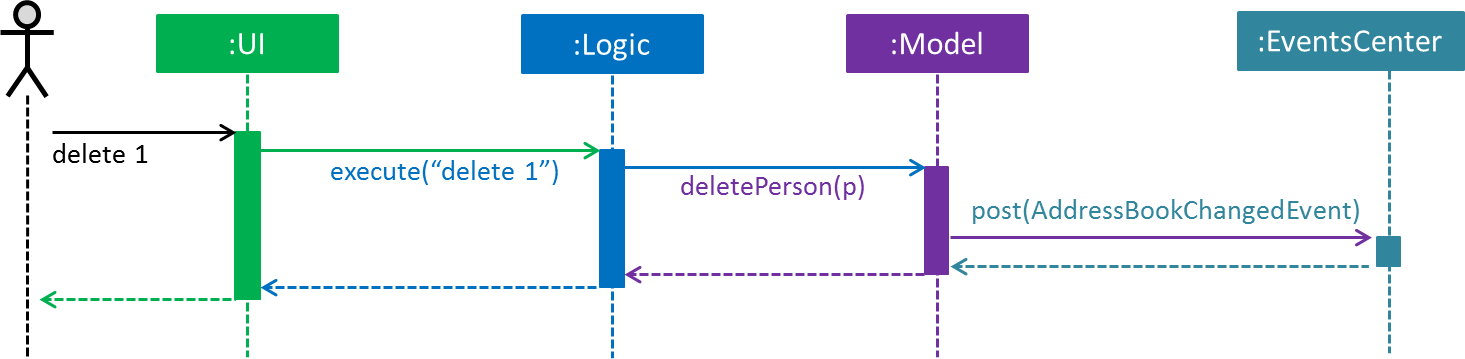 :UI
:Logic
:Model
:EventsCenter
delete 1
execute(“delete 1”)
deletePerson(p)
post(AddressBookChangedEvent)